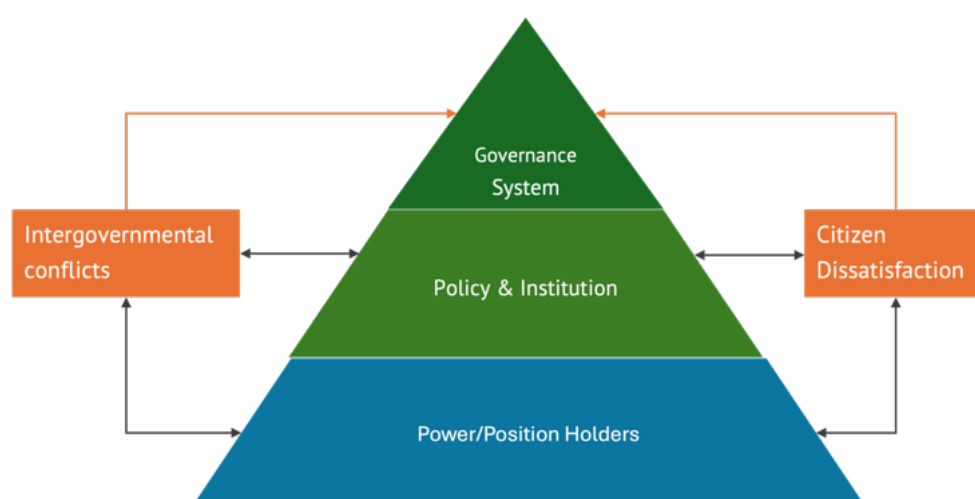 Governance
System
Intergovernmental
conflicts
Citizen
Dissatisfaction
Policy & Institution
Power/Position Holders